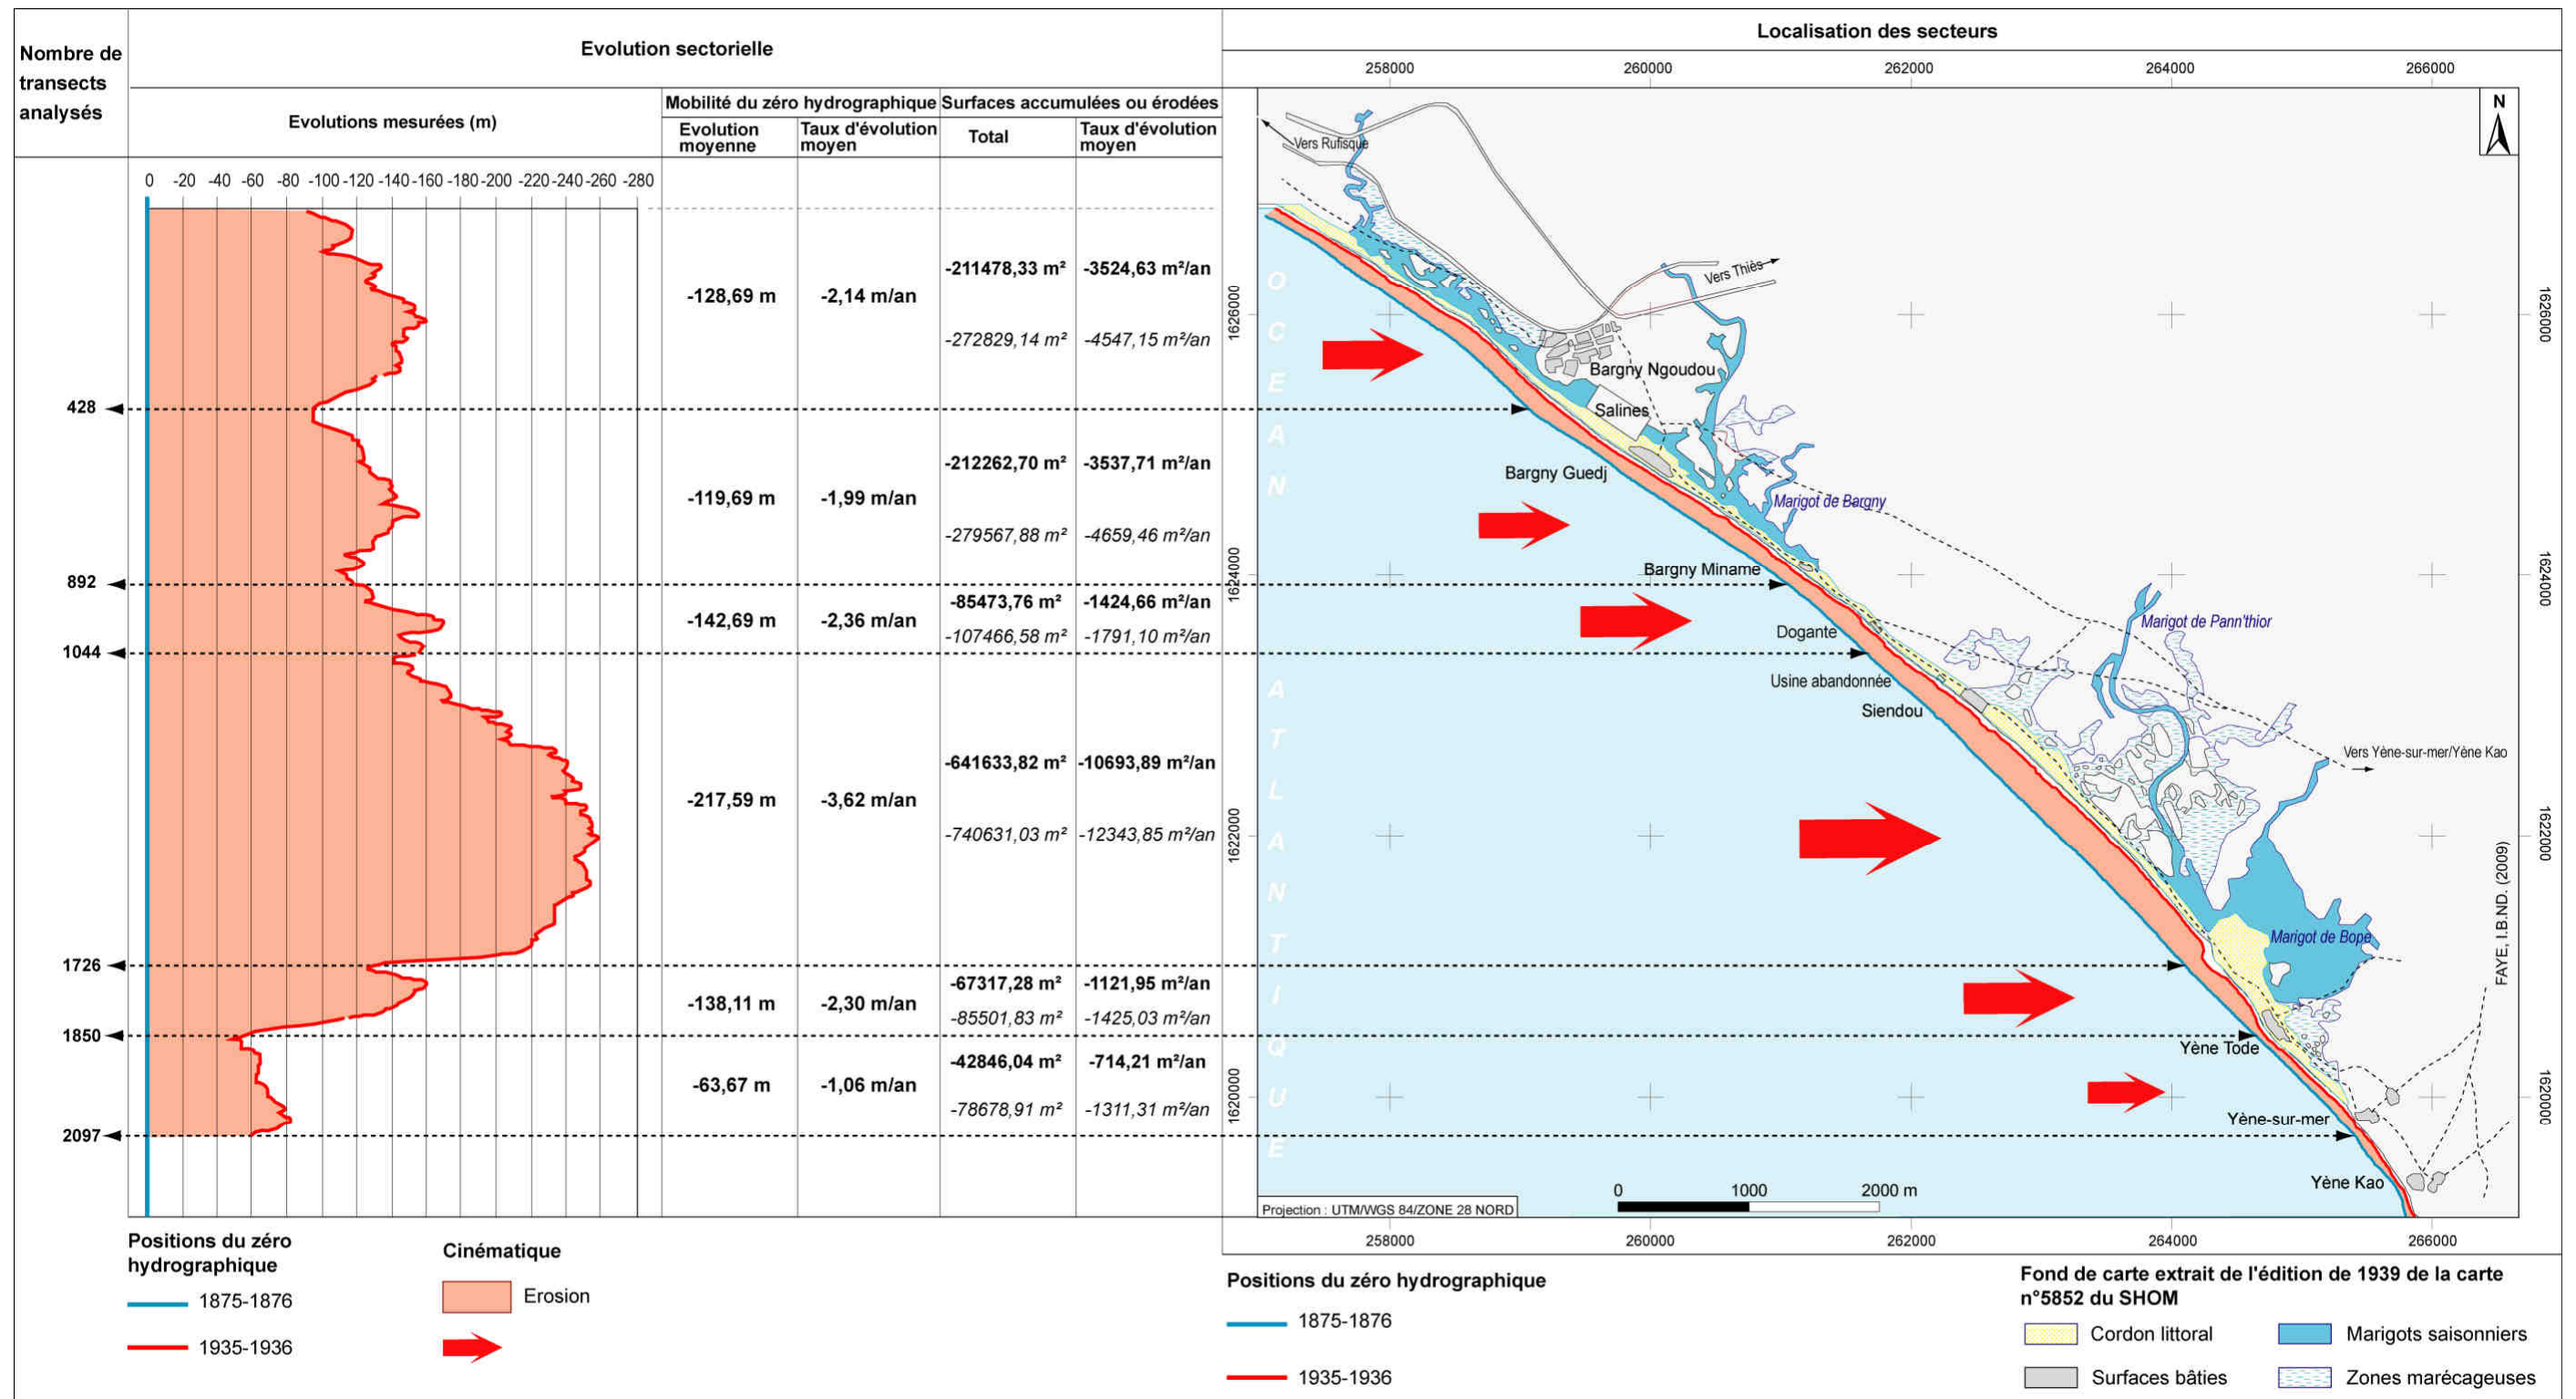 Nombre de
transects
analysés
Evolution sectorielle
Localisation des secteurs
Evolutions mesurées (m)
Mobilité du zéro hydrographique
Surfaces accumulées ou érodées
Evolution
moyenne
Taux d'évolution
moyen
Total
Taux d'évolution
moyen
0 -20 -40 -60 -80 -100 -120 -140 -160 -180 -200 -220 -240 -260 -280
-128,69 m
-2,14 m/an
-211478,33 m²
-3524,63 m²/an
-272829,14 m²
-4547,15 m²/an
428
-119,69 m
-1,99 m/an
-212262,70 m²
-3537,71 m²/an
-279567,88 m²
-4659,46 m²/an
892
-142,69 m
-2,36 m/an
-85473,76 m²
-1424,66 m²/an
-107466,58 m²
-1791,10 m²/an
1044
-217,59 m
-3,62 m/an
-641633,82 m²
-10693,89 m²/an
-740631,03 m²
-12343,85 m²/an
1726
-138,11 m
-2,30 m/an
-67317,28 m²
-1121,95 m²/an
-85501,83 m²
-1425,03 m²/an
1850
-63,67 m
-1,06 m/an
-42846,04 m²
-714,21 m²/an
-78678,91 m²
-1311,31 m²/an
2097
258000 260000 262000 264000 266000
N
Vers Rufisque
Vers Thiès
1626000
1626000
Bargny Ngoudou
Salines
Bargny Guedj
Marigot de Bargny
1624000
1624000
Bargny Miname
Marigot de Pann'thior
Dogante
Usine abandonnée
Siendou
Vers Yène-sur-mer/Yène Kao
1622000
1622000
Marigot de Bope
FAYE, I.B.N.D. (2009)
Yène Tode
1620000
1620000
Yène-sur-mer
Yène Kao
OCEAN ATLANTIQUE
0 1000 2000 m
Projection : UTM/WGS 84/ZONE 28 NORD
258000 260000 262000 264000 266000
Positions du zéro
hydrographique
1875-1876
1935-1936
Cinématique
Erosion
Positions du zéro hydrographique
1875-1876
1935-1936
Fond de carte extrait de l'édition de 1939 de la carte
n°5852 du SHOM
Cordon littoral
Marigots saisonniers
Surfaces bâties
Zones marécageuses